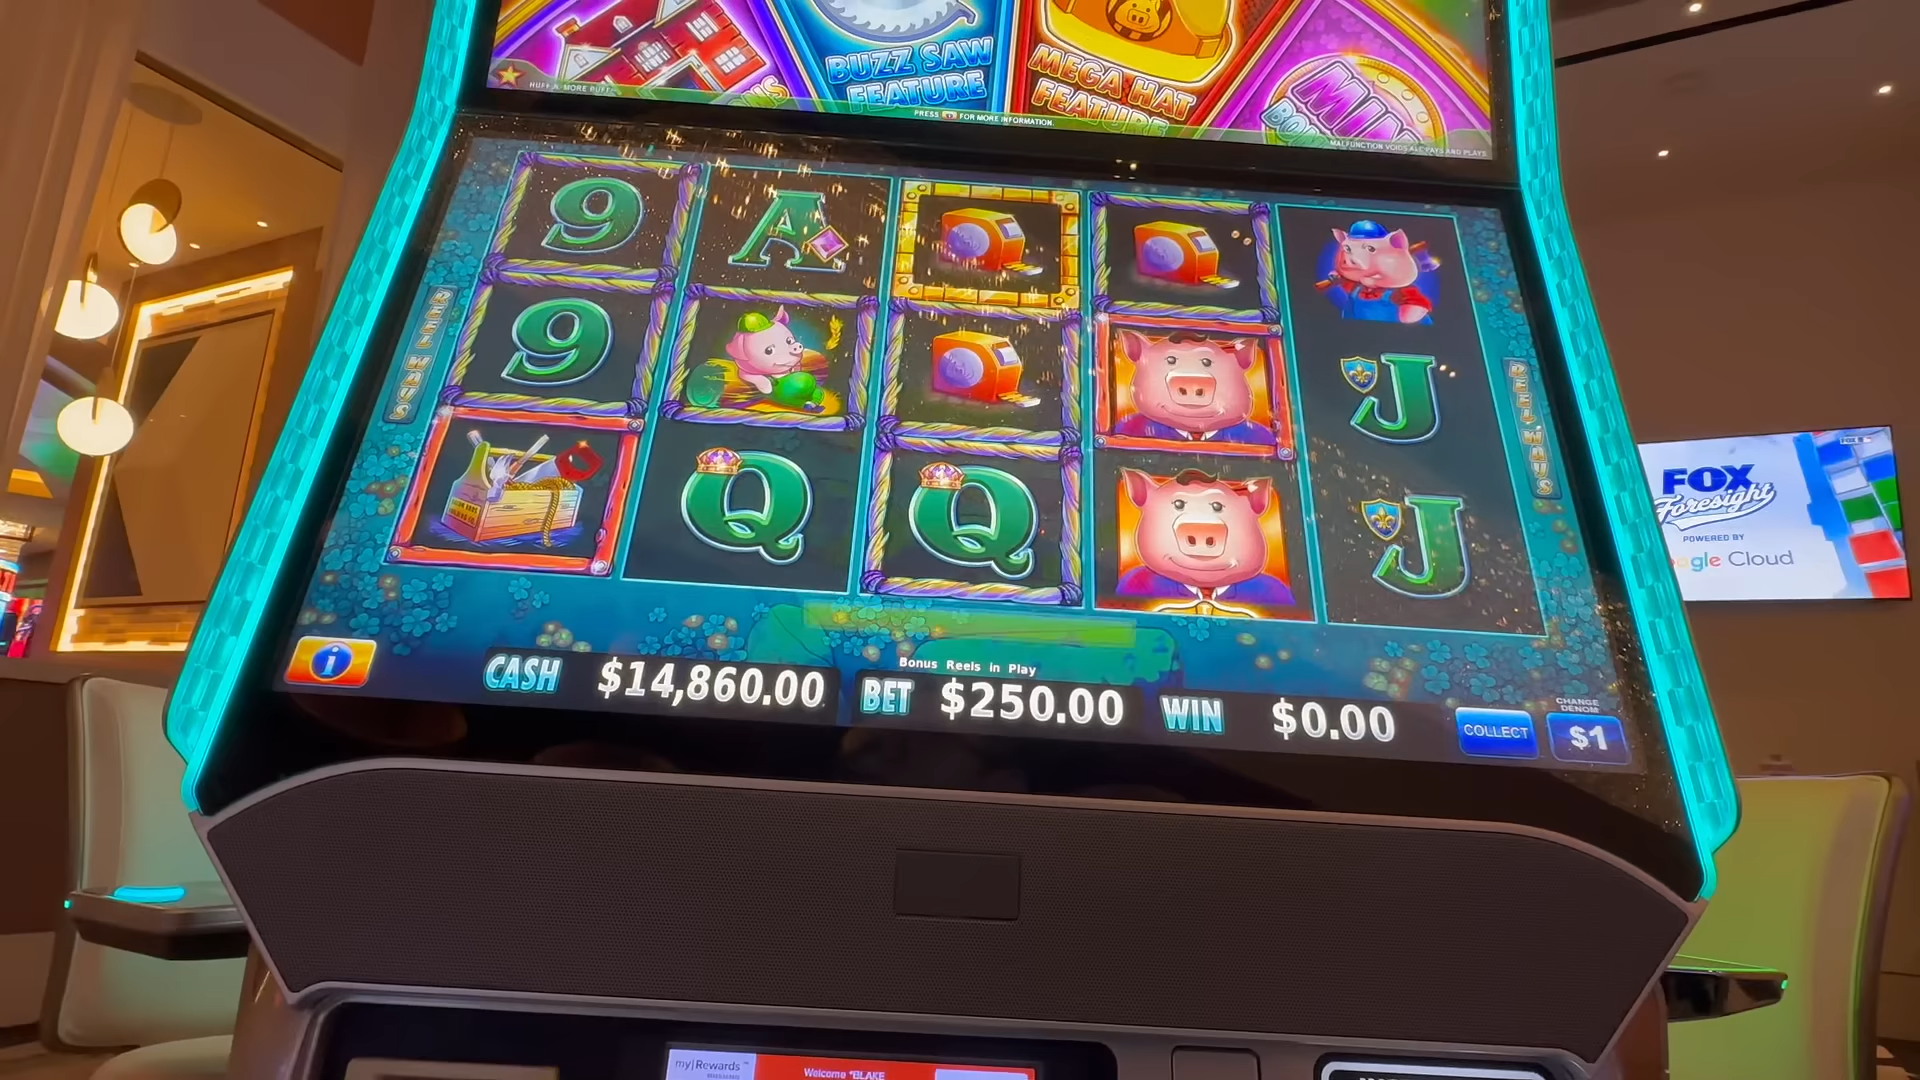 BUZZ SAW
FEATURE
MEGA HAT
FEATURE
MINI
HUFF N' MORE PUFF
PRESS FOR MORE INFORMATION.
MALFUNCTION VOIDS ALL PAYS AND PLAYS
9 A
9
Q Q
J
J
REEL WAYS
REEL WAYS
FOX
Foresight
POWERED BY
ogle Cloud
Bonus Reels in Play
CASH $14,860.00 BET $250.00 WIN $0.00
COLLECT
CHANGE
DENOM
$1
i
my|Rewards
Welcome *BLAKE